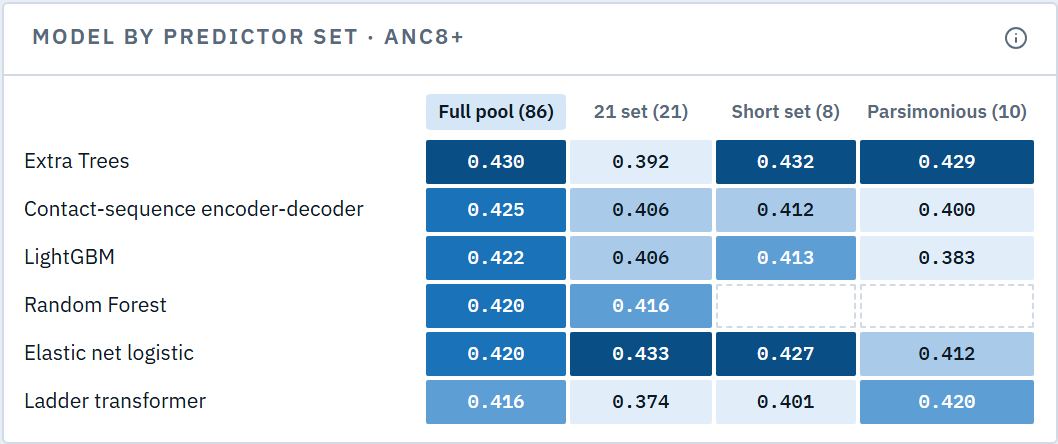 MODEL BY PREDICTOR SET · ANC8+
Full pool (86) 21 set (21) Short set (8) Parsimonious (10)
Extra Trees 0.430 0.392 0.432 0.429
Contact-sequence encoder-decoder 0.425 0.406 0.412 0.400
LightGBM 0.422 0.406 0.413 0.383
Random Forest 0.420 0.416
Elastic net logistic 0.420 0.433 0.427 0.412
Ladder transformer 0.416 0.374 0.401 0.420